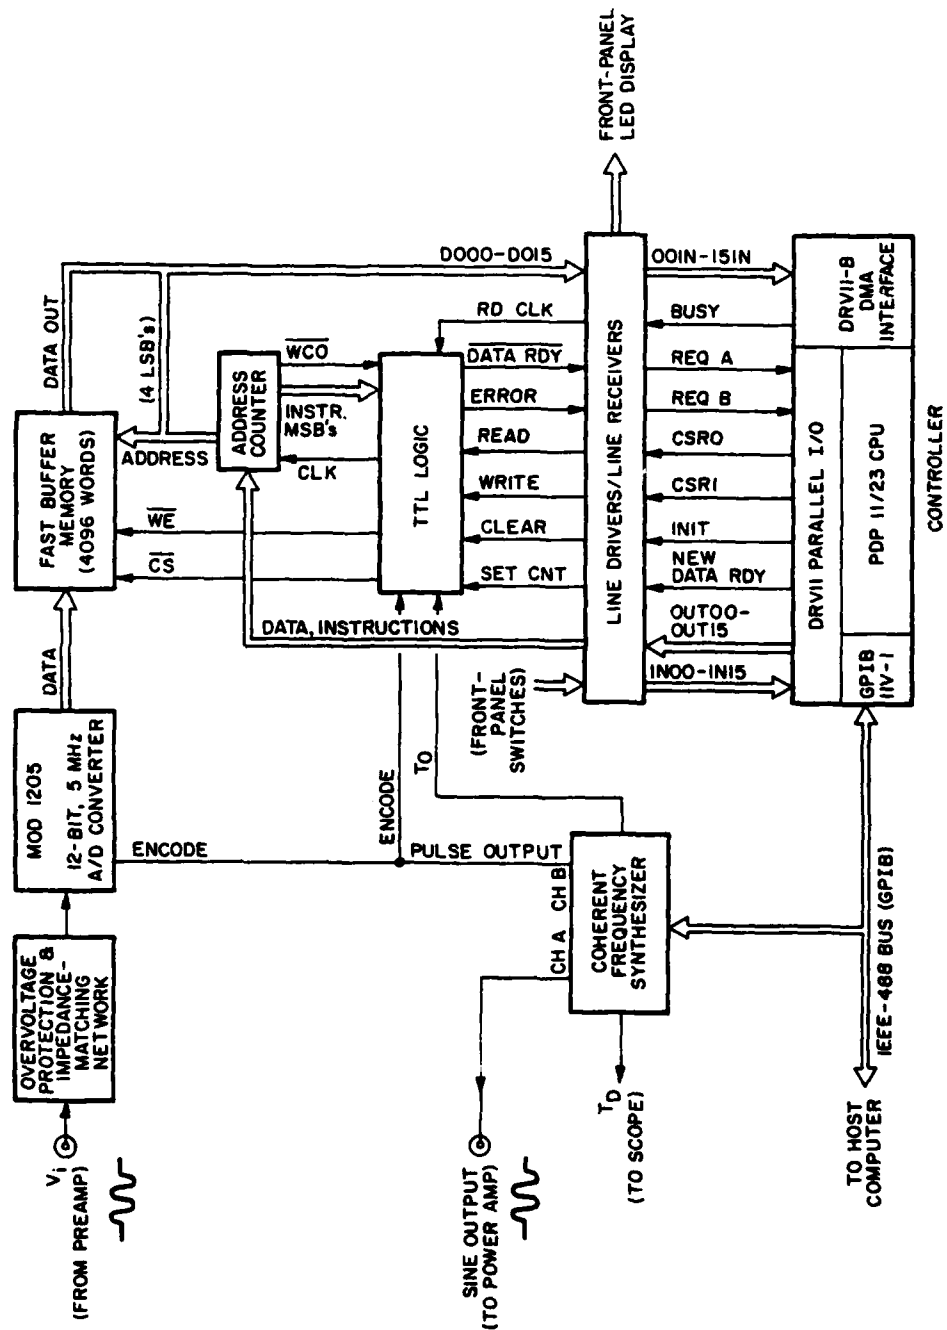 Vi
(FROM PREAMP)
OVERVOLTAGE
PROTECTION &
IMPEDANCE-
MATCHING
NETWORK
MOD 1205
12-BIT, 5 MHz
A/D CONVERTER
DATA
FAST BUFFER
MEMORY
(4096 WORDS)
DATA OUT
(4 LSB's)
ADDRESS
WE
CS
ADDRESS
COUNTER
WCO
INSTR.
MSB's
CLK
DATA, INSTRUCTIONS
ENCODE
ENCODE
TO
TTL LOGIC
DO00-DO15
RD CLK
DATA RDY
ERROR
READ
WRITE
CLEAR
SET CNT
(FRONT-
PANEL
SWITCHES)
LINE DRIVERS/LINE RECEIVERS
FRONT-PANEL
LED DISPLAY
00IN-15IN
BUSY
REQ A
REQ B
CSRO
CSR1
INIT
NEW
DATA RDY
OUT00-
OUT15
IN00-IN15
DRV11-B
DMA
INTERFACE
DRV11 PARALLEL I/O
PDP 11/23 CPU
GPIB
11V-1
CONTROLLER
SINE OUTPUT
(TO POWER AMP)
PULSE OUTPUT
CH A
CH B
COHERENT
FREQUENCY
SYNTHESIZER
TD
(TO SCOPE)
IEEE-488 BUS (GPIB)
TO HOST
COMPUTER